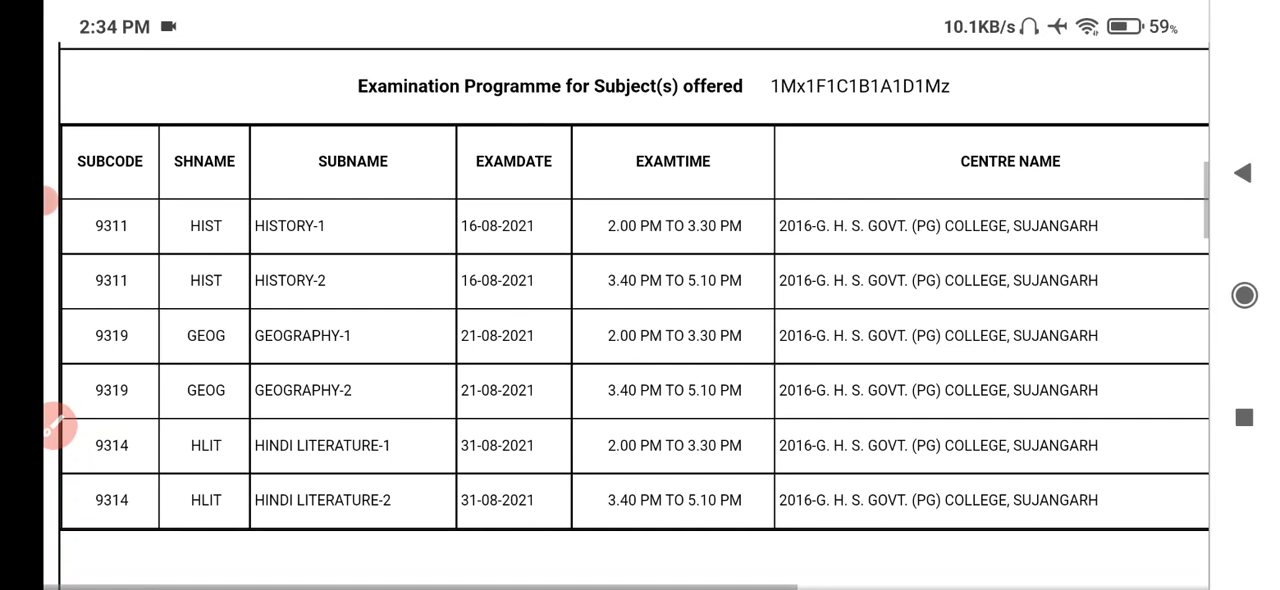 2:34 PM 10.1KB/s 59%
Examination Programme for Subject(s) offered 1Mx1F1C1B1A1D1Mz
SUBCODE SHNAME SUBNAME EXAMDATE EXAMTIME CENTRE NAME
9311 HIST HISTORY-1 16-08-2021 2.00 PM TO 3.30 PM 2016-G. H. S. GOVT. (PG) COLLEGE, SUJANGARH
9311 HIST HISTORY-2 16-08-2021 3.40 PM TO 5.10 PM 2016-G. H. S. GOVT. (PG) COLLEGE, SUJANGARH
9319 GEOG GEOGRAPHY-1 21-08-2021 2.00 PM TO 3.30 PM 2016-G. H. S. GOVT. (PG) COLLEGE, SUJANGARH
9319 GEOG GEOGRAPHY-2 21-08-2021 3.40 PM TO 5.10 PM 2016-G. H. S. GOVT. (PG) COLLEGE, SUJANGARH
9314 HLIT HINDI LITERATURE-1 31-08-2021 2.00 PM TO 3.30 PM 2016-G. H. S. GOVT. (PG) COLLEGE, SUJANGARH
9314 HLIT HINDI LITERATURE-2 31-08-2021 3.40 PM TO 5.10 PM 2016-G. H. S. GOVT. (PG) COLLEGE, SUJANGARH